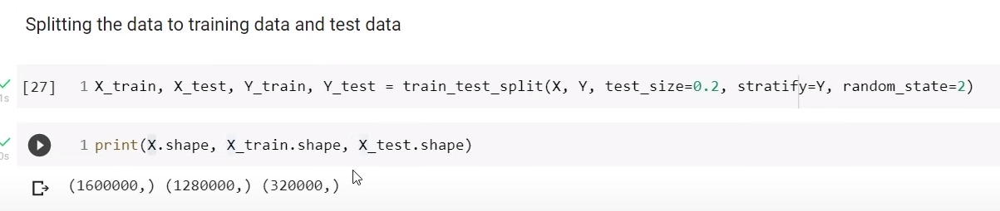 Splitting the data to training data and test data
1s [27] 1 X_train, X_test, Y_train, Y_test = train_test_split(X, Y, test_size=0.2, stratify=Y, random_state=2)
0s 1 print(X.shape, X_train.shape, X_test.shape)
(1600000,) (1280000,) (320000,)